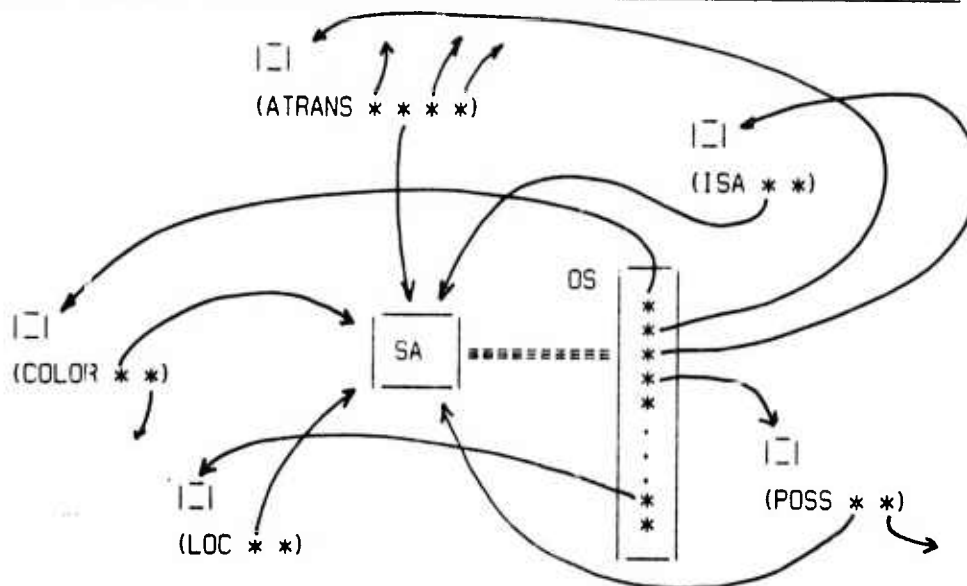 (ATRANS * * * *)
(ISA * *)
OS
*
*
*
*
*
.
.
.
*
*
SA
(COLOR * *)
(LOC * *)
(POSS * *)